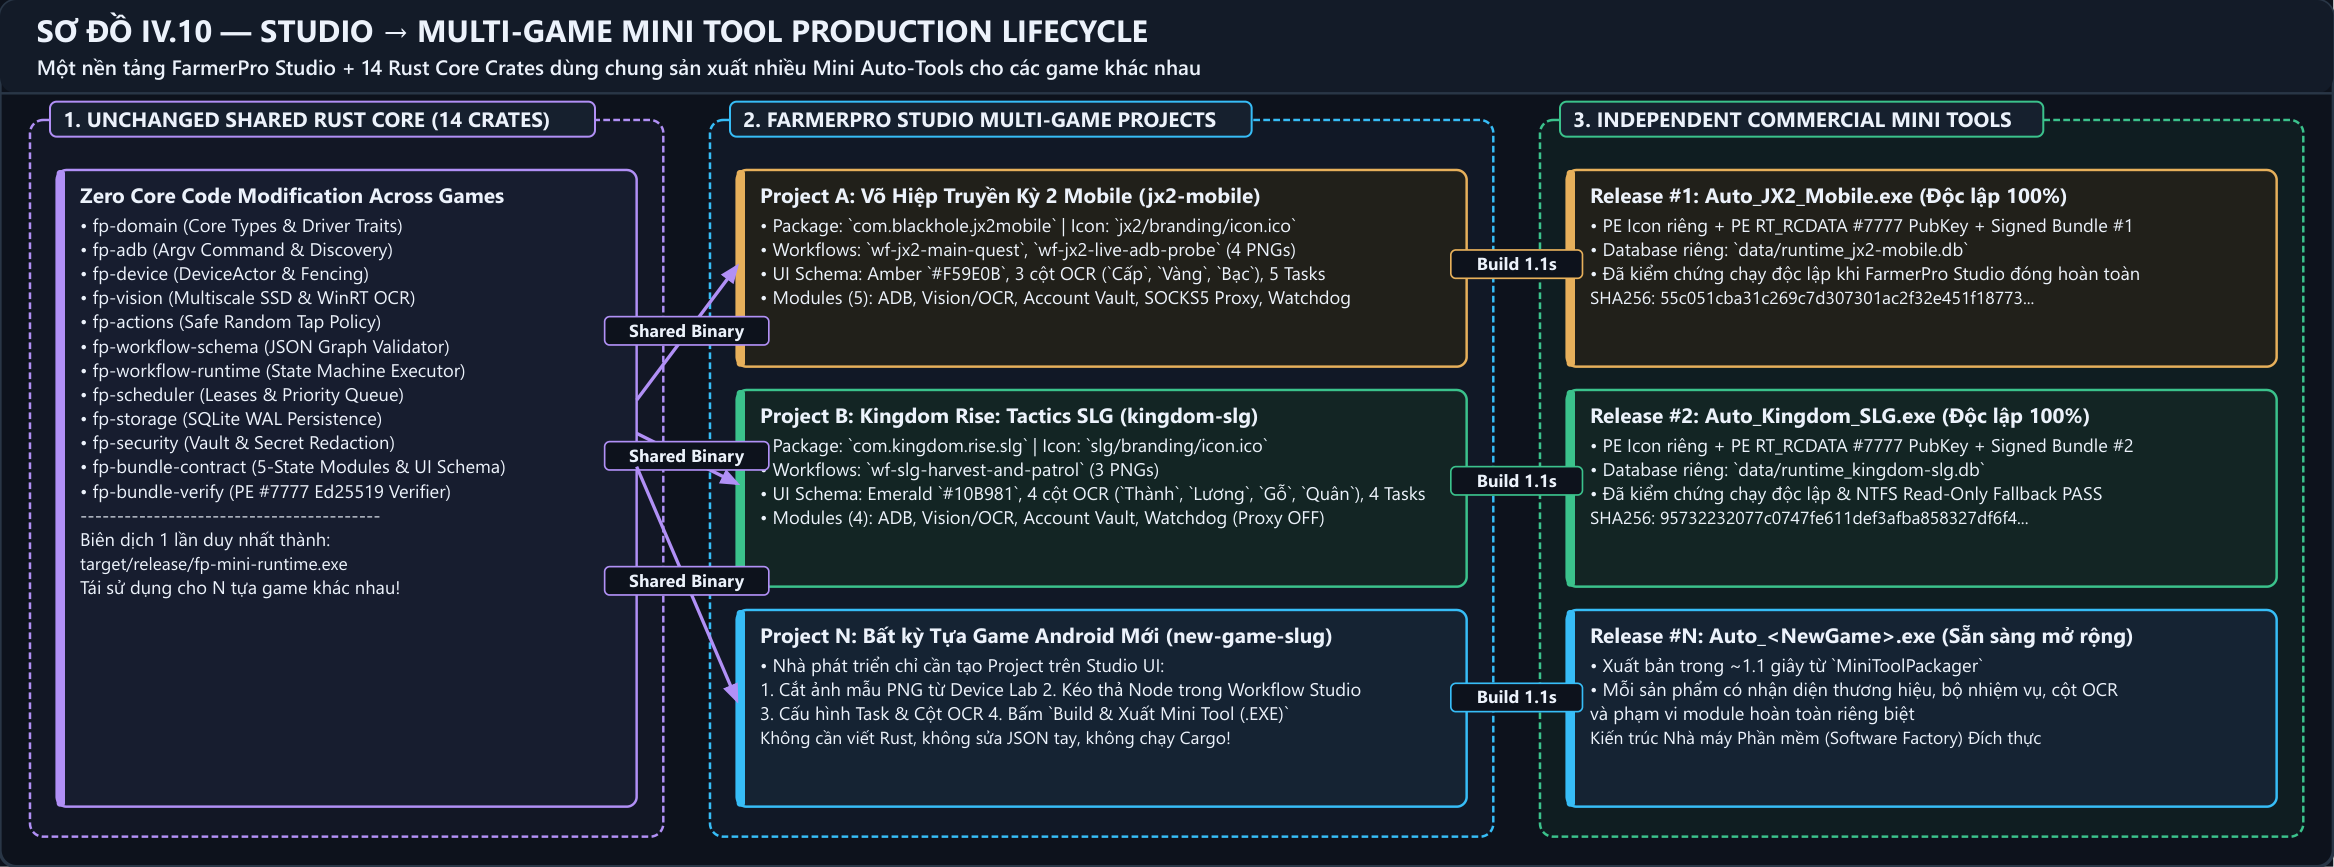 SƠ ĐỒ IV.10 — STUDIO → MULTI-GAME MINI TOOL PRODUCTION LIFECYCLE
Một nền tảng FarmerPro Studio + 14 Rust Core Crates dùng chung sản xuất nhiều Mini Auto-Tools cho các game khác nhau
1. UNCHANGED SHARED RUST CORE (14 CRATES)
Zero Core Code Modification Across Games
• fp-domain (Core Types & Driver Traits)
• fp-adb (Argv Command & Discovery)
• fp-device (DeviceActor & Fencing)
• fp-vision (Multiscale SSD & WinRT OCR)
• fp-actions (Safe Random Tap Policy)
• fp-workflow-schema (JSON Graph Validator)
• fp-workflow-runtime (State Machine Executor)
• fp-scheduler (Leases & Priority Queue)
• fp-storage (SQLite WAL Persistence)
• fp-security (Vault & Secret Redaction)
• fp-bundle-contract (5-State Modules & UI Schema)
• fp-bundle-verify (PE #7777 Ed25519 Verifier)
-----------------------------------------
Biên dịch 1 lần duy nhất thành:
target/release/fp-mini-runtime.exe
Tái sử dụng cho N tựa game khác nhau!
Shared Binary
Shared Binary
Shared Binary
2. FARMERPRO STUDIO MULTI-GAME PROJECTS
Project A: Võ Hiệp Truyền Kỳ 2 Mobile (jx2-mobile)
• Package: `com.blackhole.jx2mobile` | Icon: `jx2/branding/icon.ico`
• Workflows: `wf-jx2-main-quest`, `wf-jx2-live-adb-probe` (4 PNGs)
• UI Schema: Amber `#F59E0B`, 3 cột OCR (`Cấp`, `Vàng`, `Bạc`), 5 Tasks
• Modules (5): ADB, Vision/OCR, Account Vault, SOCKS5 Proxy, Watchdog
Project B: Kingdom Rise: Tactics SLG (kingdom-slg)
Package: `com.kingdom.rise.slg` | Icon: `slg/branding/icon.ico`
• Workflows: `wf-slg-harvest-and-patrol` (3 PNGs)
• UI Schema: Emerald `#10B981`, 4 cột OCR (`Thành`, `Lương`, `Gỗ`, `Quân`), 4 Tasks
• Modules (4): ADB, Vision/OCR, Account Vault, Watchdog (Proxy OFF)
Project N: Bất kỳ Tựa Game Android Mới (new-game-slug)
• Nhà phát triển chỉ cần tạo Project trên Studio UI:
1. Cắt ảnh mẫu PNG từ Device Lab 2. Kéo thả Node trong Workflow Studio
3. Cấu hình Task & Cột OCR 4. Bấm `Build & Xuất Mini Tool (.EXE)`
Không cần viết Rust, không sửa JSON tay, không chạy Cargo!
Build 1.1s
Build 1.1s
Build 1.1s
3. INDEPENDENT COMMERCIAL MINI TOOLS
Release #1: Auto_JX2_Mobile.exe (Độc lập 100%)
• PE Icon riêng + PE RT_RCDATA #7777 PubKey + Signed Bundle #1
• Database riêng: `data/runtime_jx2-mobile.db`
• Đã kiểm chứng chạy độc lập khi FarmerPro Studio đóng hoàn toàn
SHA256: 55c051cba31c269c7d307301ac2f32e451f18773...
Release #2: Auto_Kingdom_SLG.exe (Độc lập 100%)
• PE Icon riêng + PE RT_RCDATA #7777 PubKey + Signed Bundle #2
• Database riêng: `data/runtime_kingdom-slg.db`
• Đã kiểm chứng chạy độc lập & NTFS Read-Only Fallback PASS
SHA256: 95732232077c0747fe611def3afba858327df6f4...
Release #N: Auto_<NewGame>.exe (Sẵn sàng mở rộng)
• Xuất bản trong ~1.1 giây từ `MiniToolPackager`
• Mỗi sản phẩm có nhận diện thương hiệu, bộ nhiệm vụ, cột OCR
và phạm vi module hoàn toàn riêng biệt
Kiến trúc Nhà máy Phần mềm (Software Factory) Đích thực